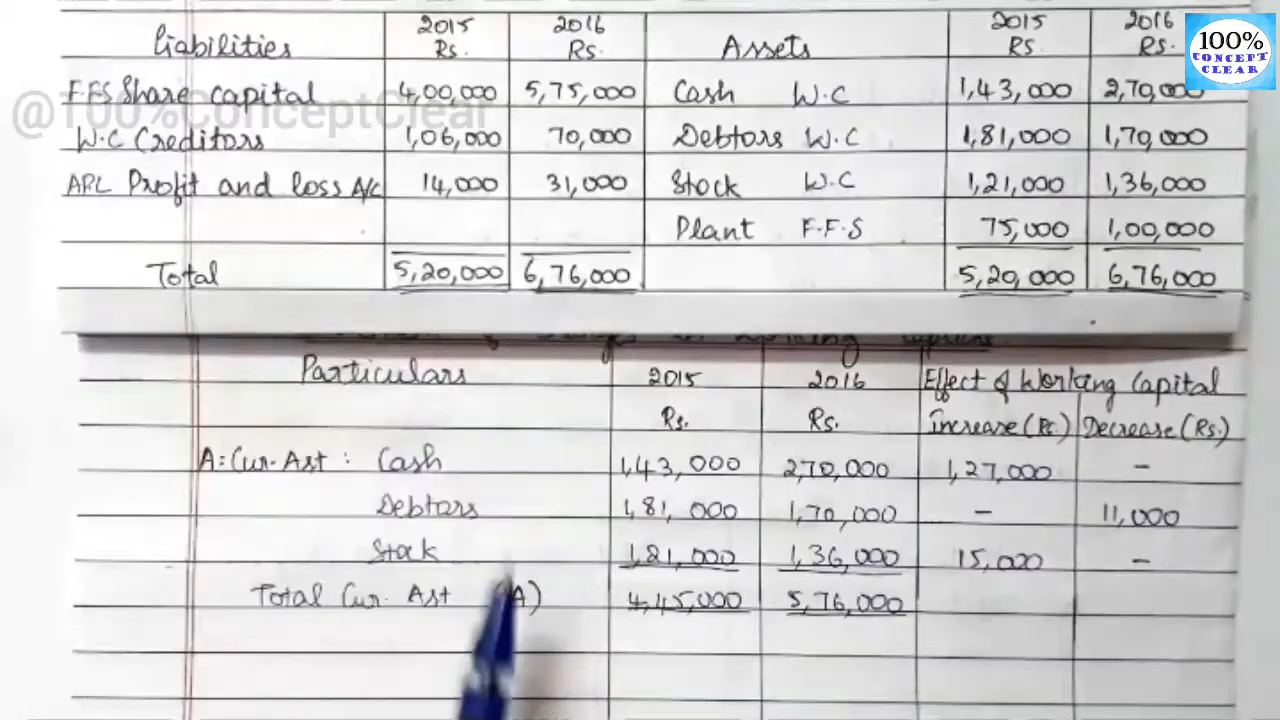 2015 2016 2015 2016
Liabilities Rs. Rs. Assets Rs. Rs.
100%
CONCEPT
CLEAR
FFS Share capital 4,00,000 5,75,000 Cash W.C 1,43,000 2,70,000
@100%ConceptClear
W.C Creditors 1,06,000 70,000 Debtors W.C 1,81,000 1,70,000
APL Profit and loss A/c 14,000 31,000 Stock W.C 1,21,000 1,36,000
Plant F.F.S 75,000 1,00,000
Total 5,20,000 6,76,000 5,20,000 6,76,000
Particulars 2015 2016 Effect of Working Capital
Rs. Rs. Increase (Rs.) Decrease (Rs.)
A: Cur. Ast : Cash 1,43,000 2,70,000 1,27,000 -
Debtors 1,81,000 1,70,000 - 11,000
Stock 1,21,000 1,36,000 15,000 -
Total Cur. Ast (A) 4,45,000 5,76,000